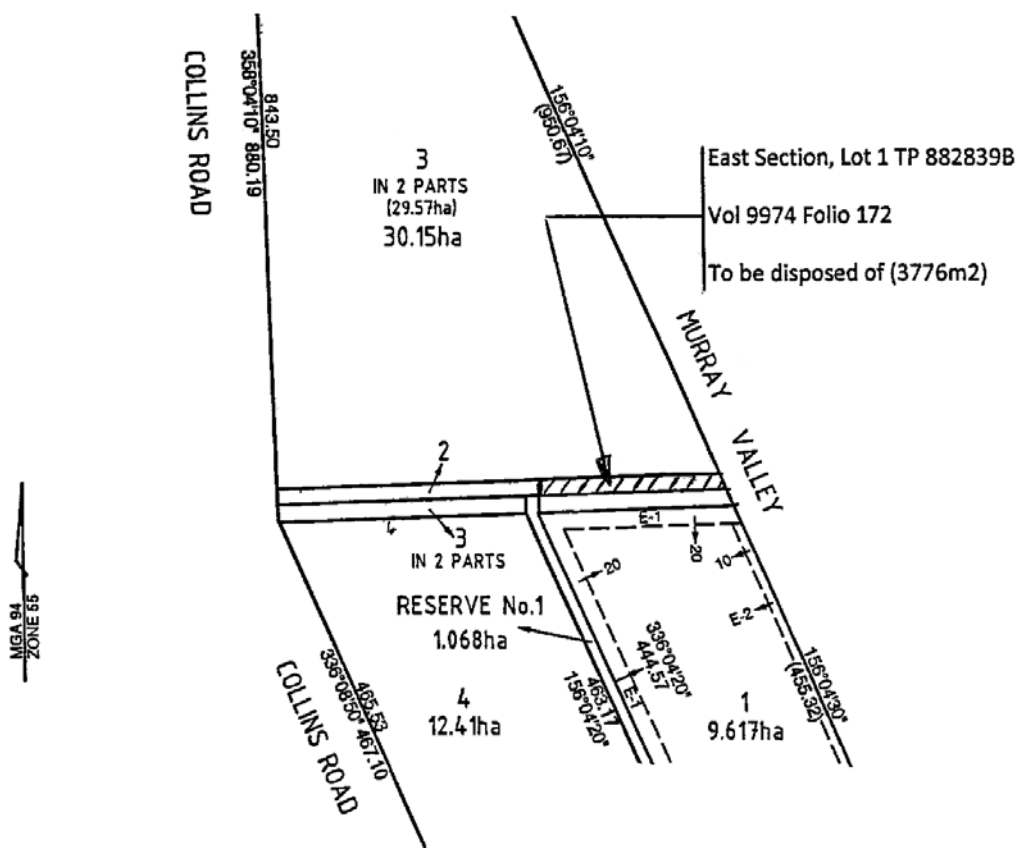 COLLINS ROAD
358°04'10" 880.19
843.50
3
IN 2 PARTS
(29.57ha)
30.15ha
156°04'10"
(950.67)
East Section, Lot 1 TP 882839B
Vol 9974 Folio 172
To be disposed of (3776m2)
MURRAY
VALLEY
2
3
IN 2 PARTS
E-1
20
20
10
E-2
RESERVE No.1
1.068ha
MGA 94
ZONE 55
COLLINS ROAD
336°08'50" 467.10
465.53
4
12.41ha
463.17
156°04'20"
336°04'20"
444.57
E-1
1
9.617ha
156°04'30"
(455.32)